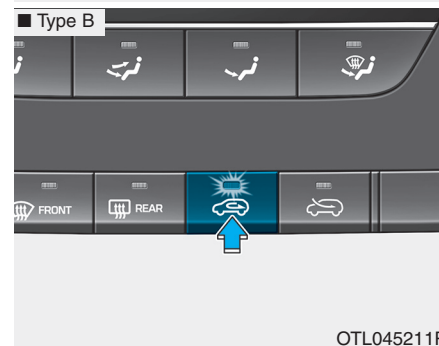 ■ Type B
FRONT
REAR
OTL045211F